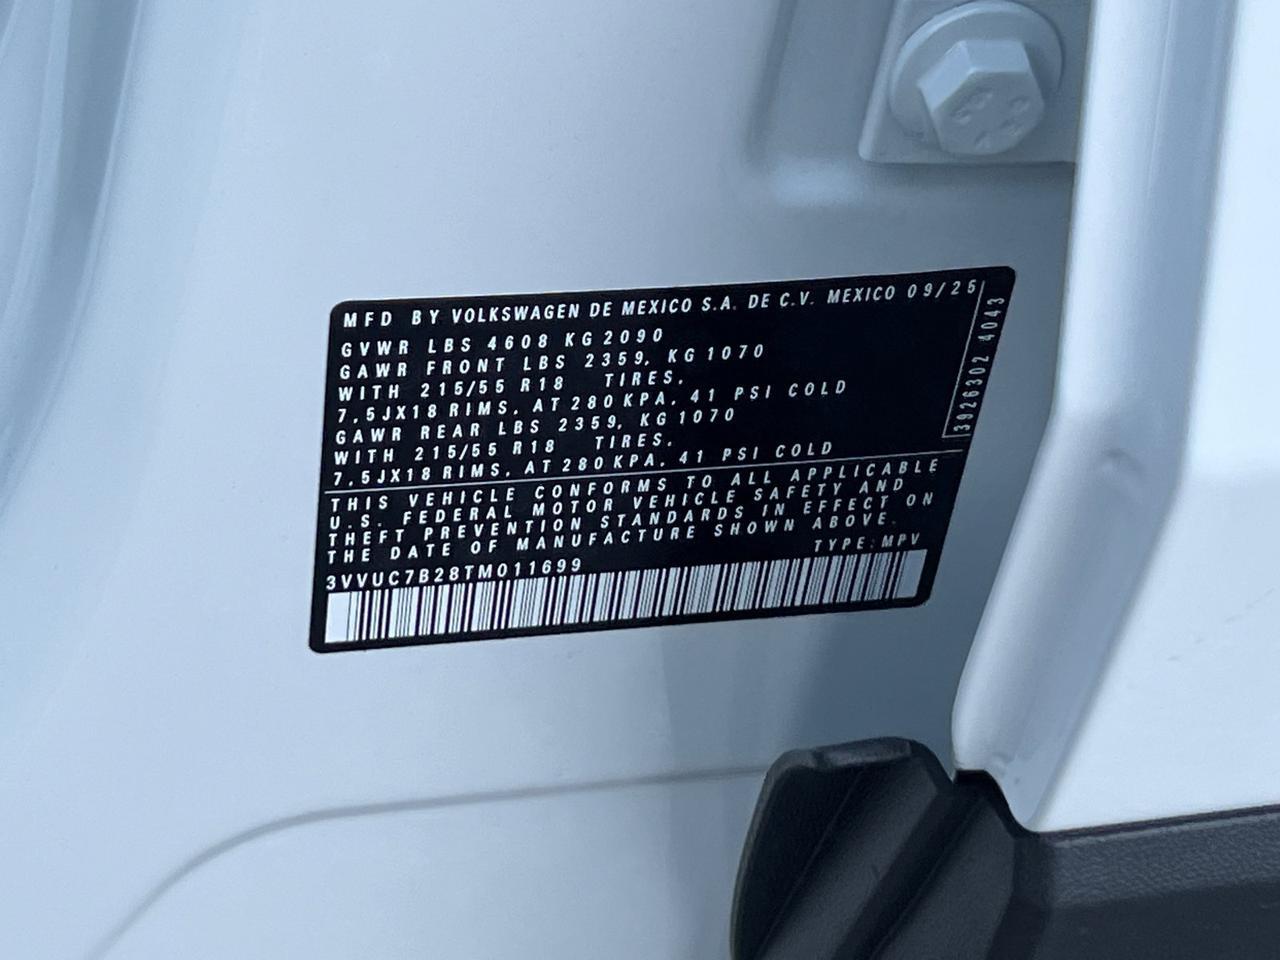 MFD BY VOLKSWAGEN DE MEXICO S.A. DE C.V. MEXICO 09/25
GVWR LBS 4608 KG 2090
GAWR FRONT LBS 2359, KG 1070
WITH 215/55 R18 TIRES,
7,5JX18 RIMS, AT 280 KPA, 41 PSI COLD
GAWR REAR LBS 2359, KG 1070
WITH 215/55 R18 TIRES,
7,5JX18 RIMS, AT 280 KPA, 41 PSI COLD
3926302 4043
THIS VEHICLE CONFORMS TO ALL APPLICABLE
U.S. FEDERAL MOTOR VEHICLE SAFETY AND
THEFT PREVENTION STANDARDS IN EFFECT ON
THE DATE OF MANUFACTURE SHOWN ABOVE.
TYPE: MPV
3VVUC7B28TM011699